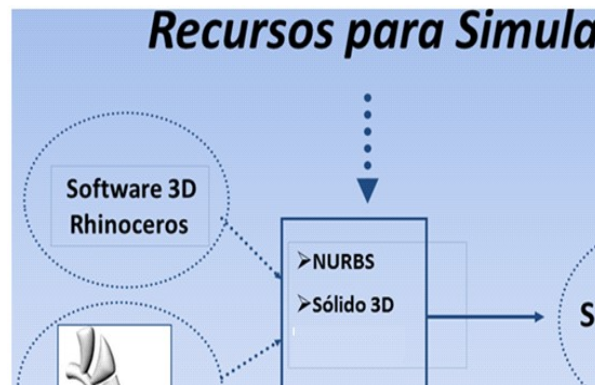 Recursos para Simula
Software 3D
Rhinoceros
➢NURBS
➢Sólido 3D
S